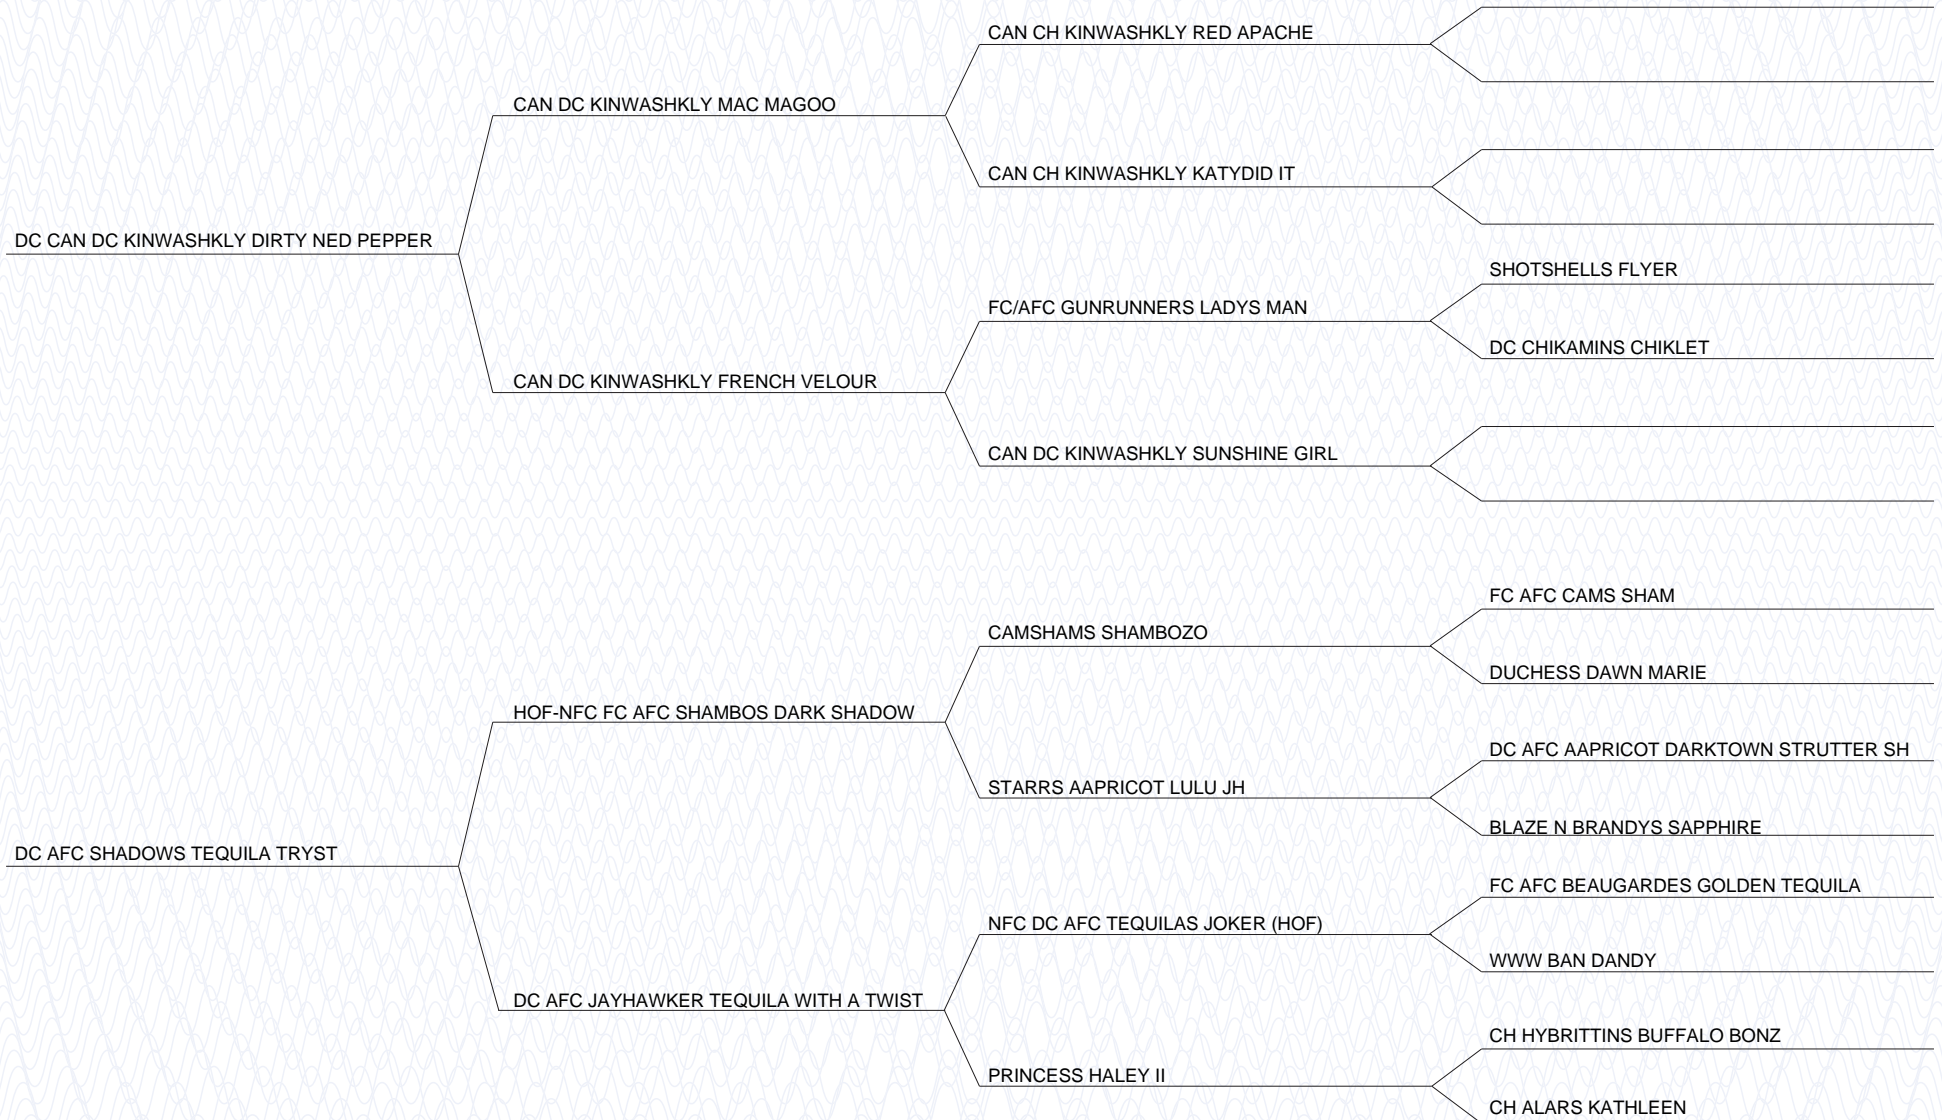 CAN CH KINWASHKLY RED APACHE
CAN DC KINWASHKLY MAC MAGOO
CAN CH KINWASHKLY KATYDID IT
DC CAN DC KINWASHKLY DIRTY NED PEPPER
SHOTSHELLS FLYER
FC/AFC GUNRUNNERS LADYS MAN
DC CHIKAMINS CHIKLET
CAN DC KINWASHKLY FRENCH VELOUR
CAN DC KINWASHKLY SUNSHINE GIRL
FC AFC CAMS SHAM
CAMSHAMS SHAMBOZO
DUCHESS DAWN MARIE
HOF-NFC FC AFC SHAMBOS DARK SHADOW
DC AFC AAPRICOT DARKTOWN STRUTTER SH
STARRS AAPRICOT LULU JH
BLAZE N BRANDYS SAPPHIRE
DC AFC SHADOWS TEQUILA TRYST
FC AFC BEAUGARDES GOLDEN TEQUILA
NFC DC AFC TEQUILAS JOKER (HOF)
WWW BAN DANDY
DC AFC JAYHAWKER TEQUILA WITH A TWIST
CH HYBRITTINS BUFFALO BONZ
PRINCESS HALEY II
CH ALARS KATHLEEN